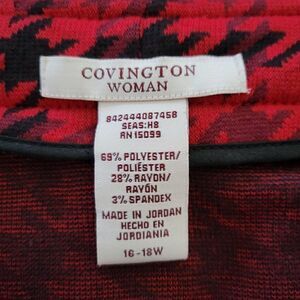 COVINGTON
WOMAN
842444087458
SEAS:H8
RN 15099
69% POLYESTER/
POLIÉSTER
28% RAYON/
RAYÓN
3% SPANDEX
MADE IN JORDAN
HECHO EN
JORDIANIA
16-18W